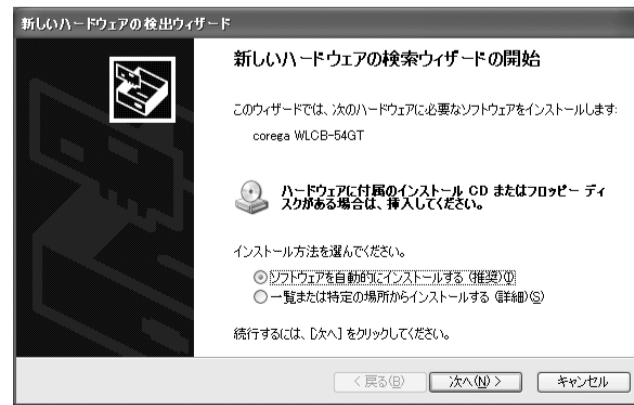 新しいハードウェアの検出ウィザード
新しいハードウェアの検索ウィザードの開始
このウィザードでは、次のハードウェアに必要なソフトウェアをインストールします:
corega WLCB-54GT
ハードウェアに付属のインストール CD またはフロッピー ディ
スクがある場合は、挿入してください。
インストール方法を選んでください。
ソフトウェアを自動的にインストールする (推奨)(I)
一覧または特定の場所からインストールする (詳細)(S)
続行するには、[次へ] をクリックしてください。
< 戻る(B) 次へ(N) > キャンセル